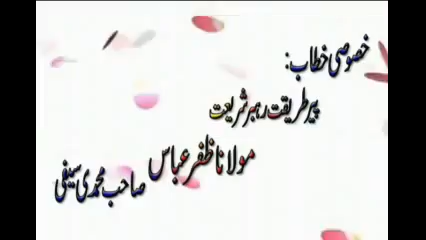 خصوصی خطاب:
پیر طریقت رہبر شریعت
مولانا ظفر عباس
صاحب محمدی سیفی